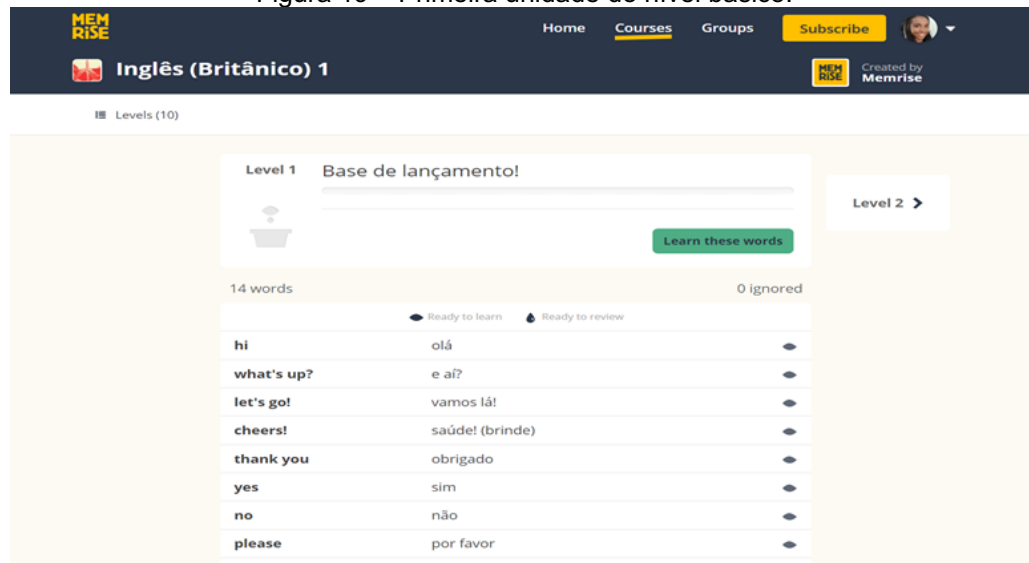 MEM
RiSE
Home Courses Groups Subscribe
Inglês (Britânico) 1
MEM
RISE
Created by
Memrise
Levels (10)
Level 1 Base de lançamento!
Level 2
Learn these words
14 words 0 ignored
Ready to learn Ready to review
hi olá
what's up? e aí?
let's go! vamos lá!
cheers! saúde! (brinde)
thank you obrigado
yes sim
no não
please por favor